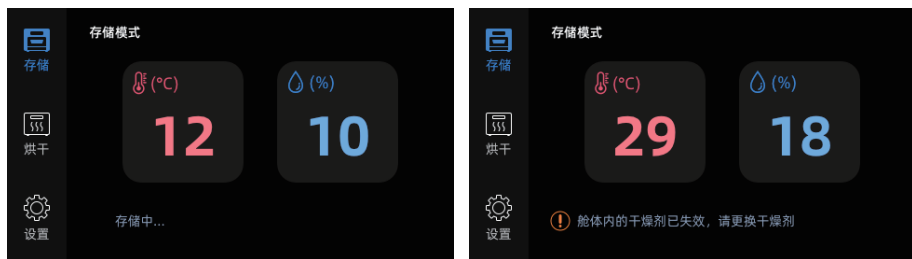 存储模式
存储
(°C)
(%)
12
10
烘干
存储中...
设置
存储模式
存储
(°C)
(%)
29
18
烘干
舱体内的干燥剂已失效，请更换干燥剂
设置